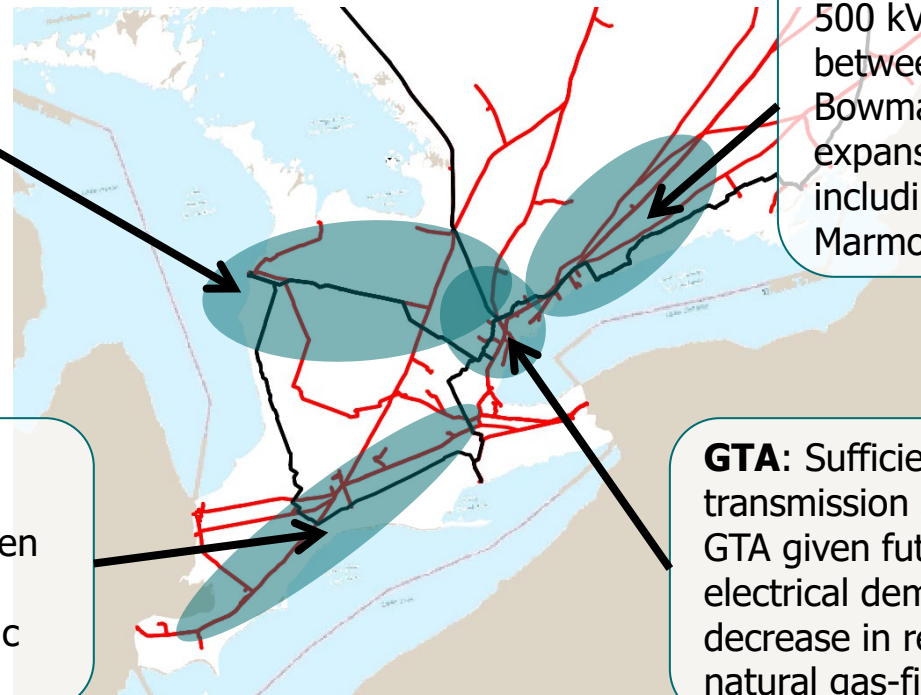 500 kV
betwee
Bowma
expans
includi
Marmo
en
c
GTA: Sufficie
transmission
GTA given fut
electrical dem
decrease in re
natural gas-fi